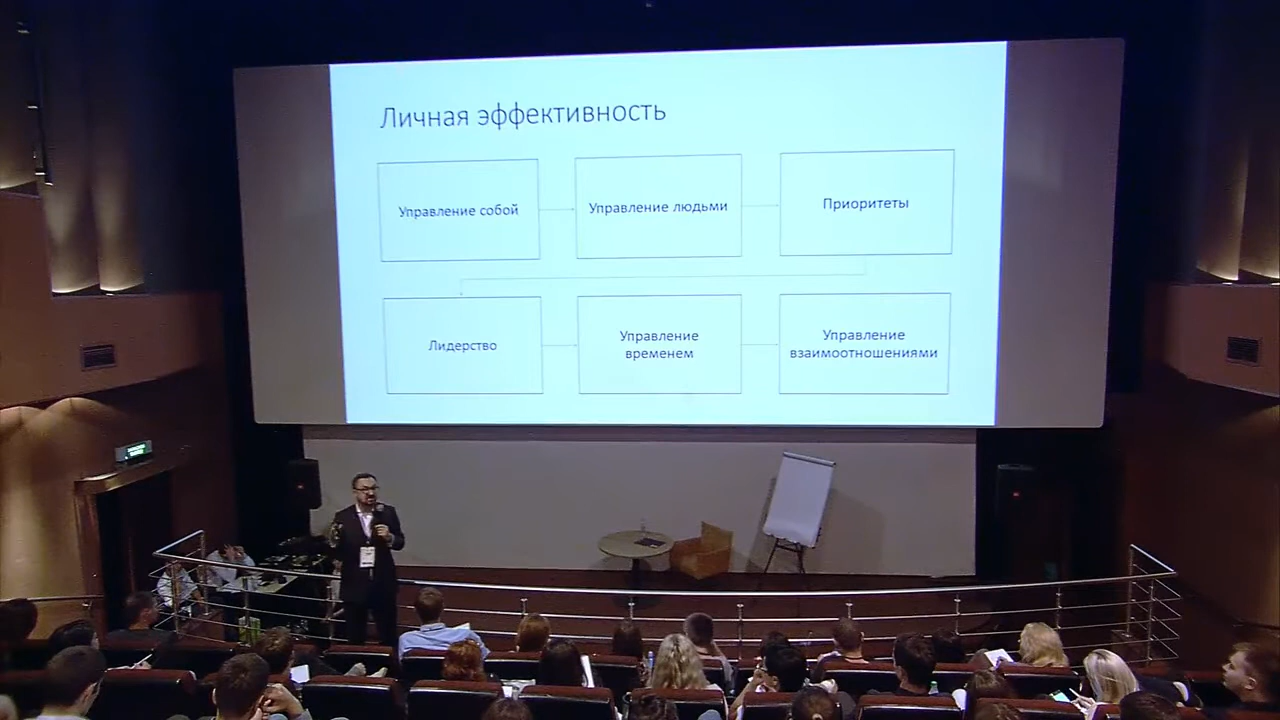 Личная эффективность
Управление собой
Управление людьми
Приоритеты
Лидерство
Управление
временем
Управление
взаимоотношениями